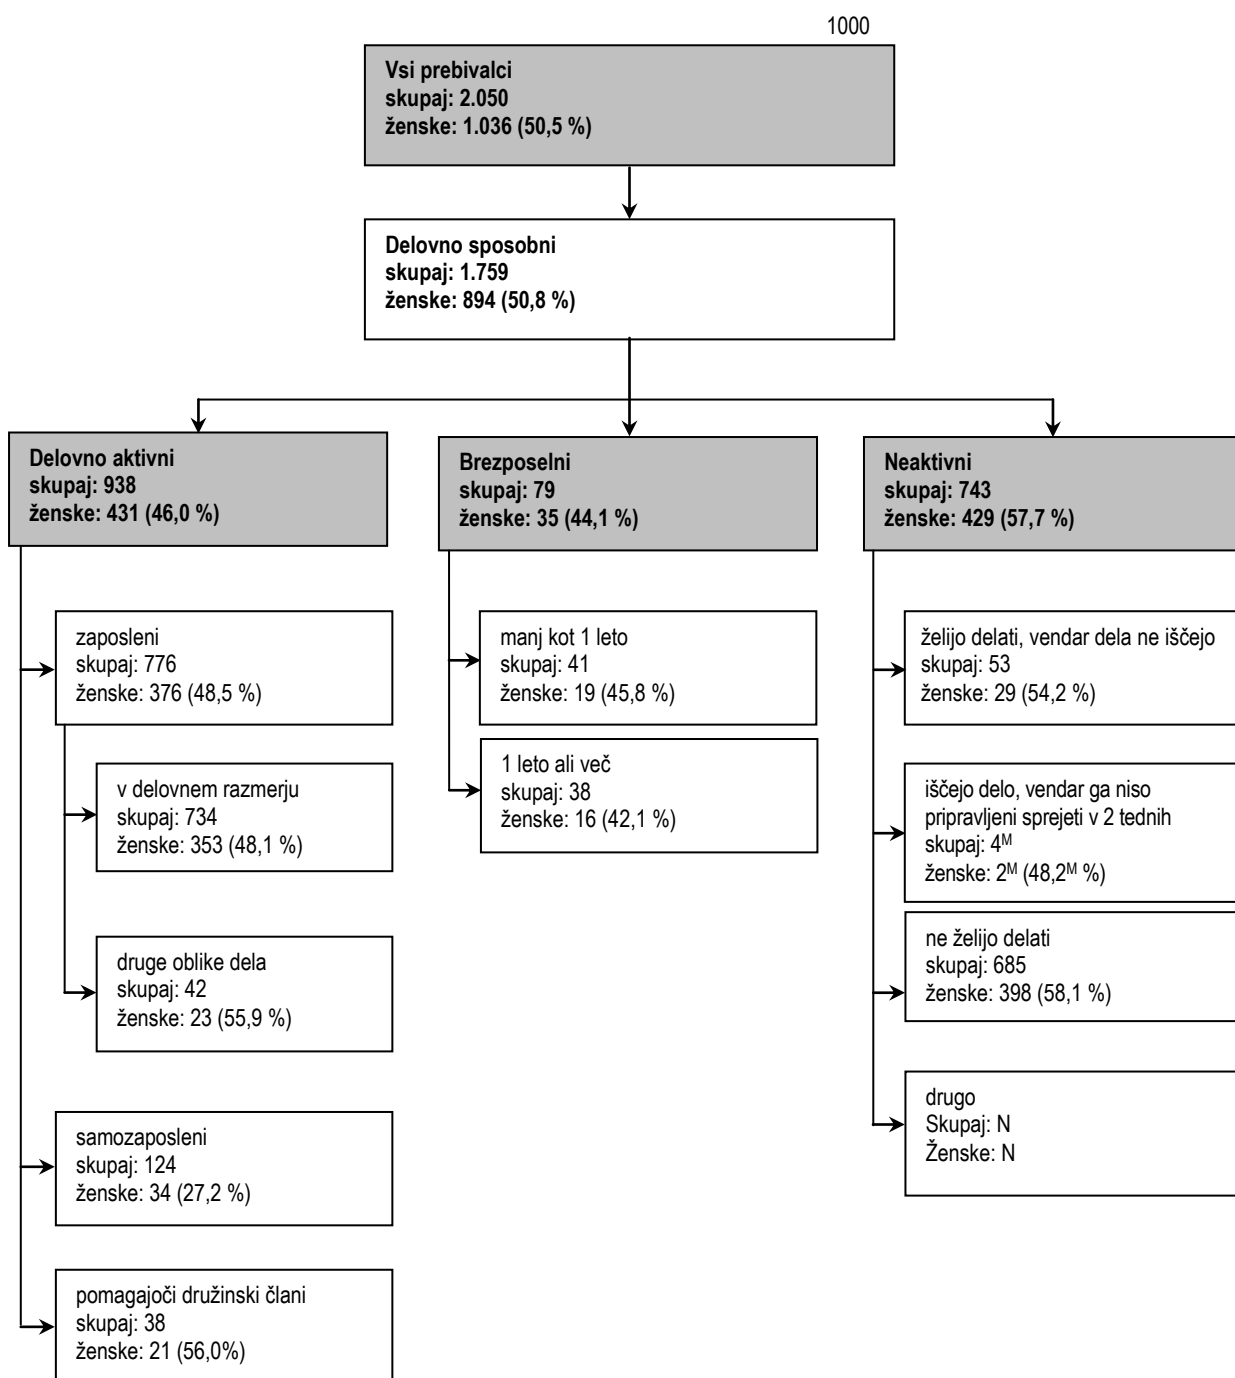 1000
Vsi prebivalci
skupaj: 2.050
ženske: 1.036 (50,5 %)
Delovno sposobni
skupaj: 1.759
ženske: 894 (50,8 %)
Delovno aktivni
skupaj: 938
ženske: 431 (46,0 %)
zaposleni
skupaj: 776
ženske: 376 (48,5 %)
v delovnem razmerju
skupaj: 734
ženske: 353 (48,1 %)
druge oblike dela
skupaj: 42
ženske: 23 (55,9 %)
samozaposleni
skupaj: 124
ženske: 34 (27,2 %)
pomagajoči družinski člani
skupaj: 38
ženske: 21 (56,0%)
Brezposelni
skupaj: 79
ženske: 35 (44,1 %)
manj kot 1 leto
skupaj: 41
ženske: 19 (45,8 %)
1 leto ali več
skupaj: 38
ženske: 16 (42,1 %)
Neaktivni
skupaj: 743
ženske: 429 (57,7 %)
želijo delati, vendar dela ne iščejo
skupaj: 53
ženske: 29 (54,2 %)
iščejo delo, vendar ga niso
pripravljeni sprejeti v 2 tednih
skupaj: 4ᴹ
ženske: 2ᴹ (48,2ᴹ %)
ne želijo delati
skupaj: 685
ženske: 398 (58,1 %)
drugo
Skupaj: N
Ženske: N